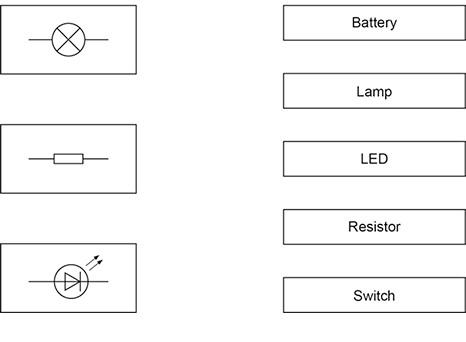 Battery
Lamp
LED
Resistor
Switch